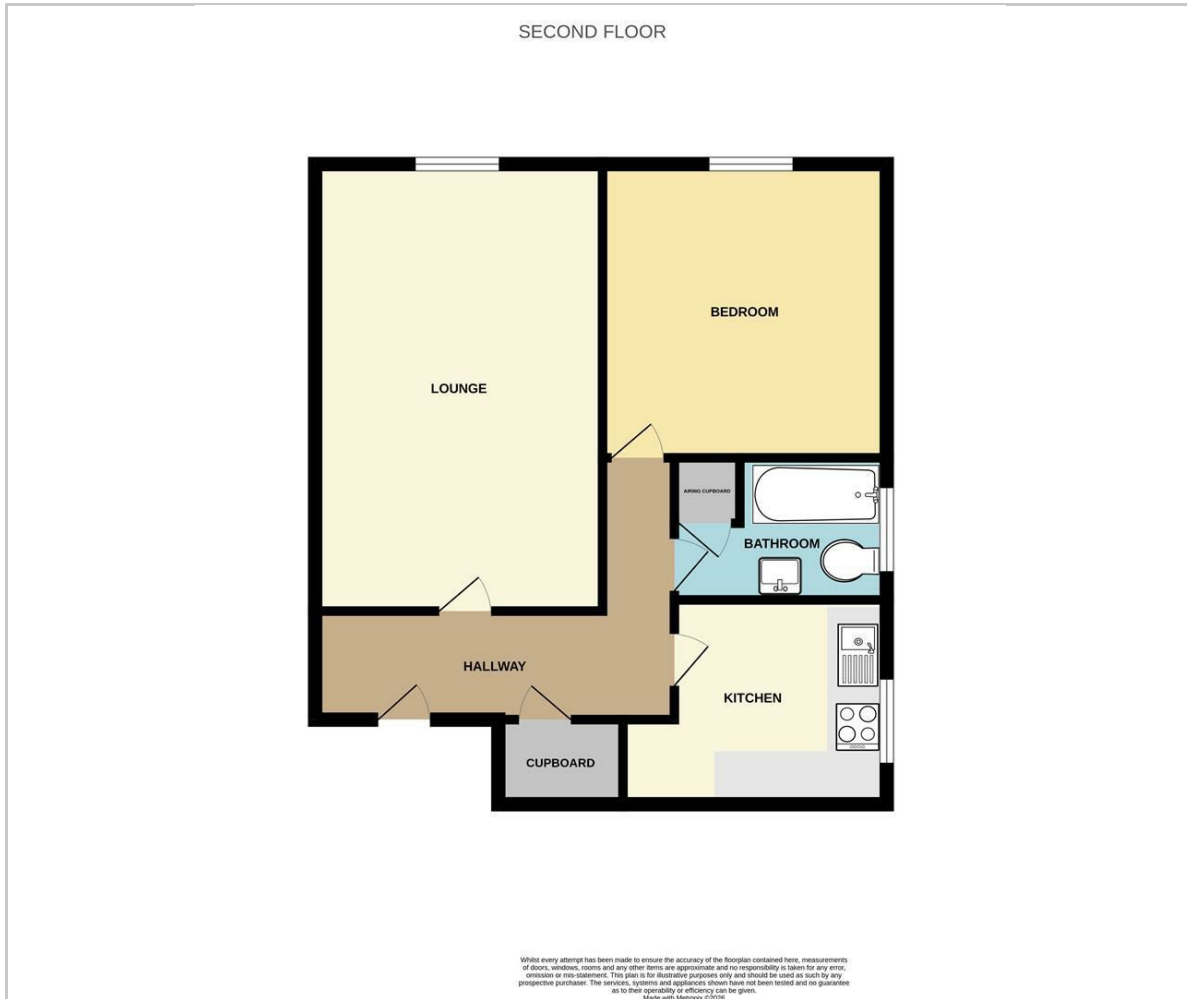 SECOND FLOOR
BEDROOM
LOUNGE
AIRING CUPBOARD
BATHROOM
HALLWAY
KITCHEN
CUPBOARD
Whilst every attempt has been made to ensure the accuracy of the floorplan contained here, measurements
of doors, windows, rooms and any other items are approximate and no responsibility is taken for any error,
omission or mis-statement. This plan is for illustrative purposes only and should be used as such by any
prospective purchaser. The services, systems and appliances shown have not been tested and no guarantee
as to their operability or efficiency can be given.
Made with Metropix ©2026